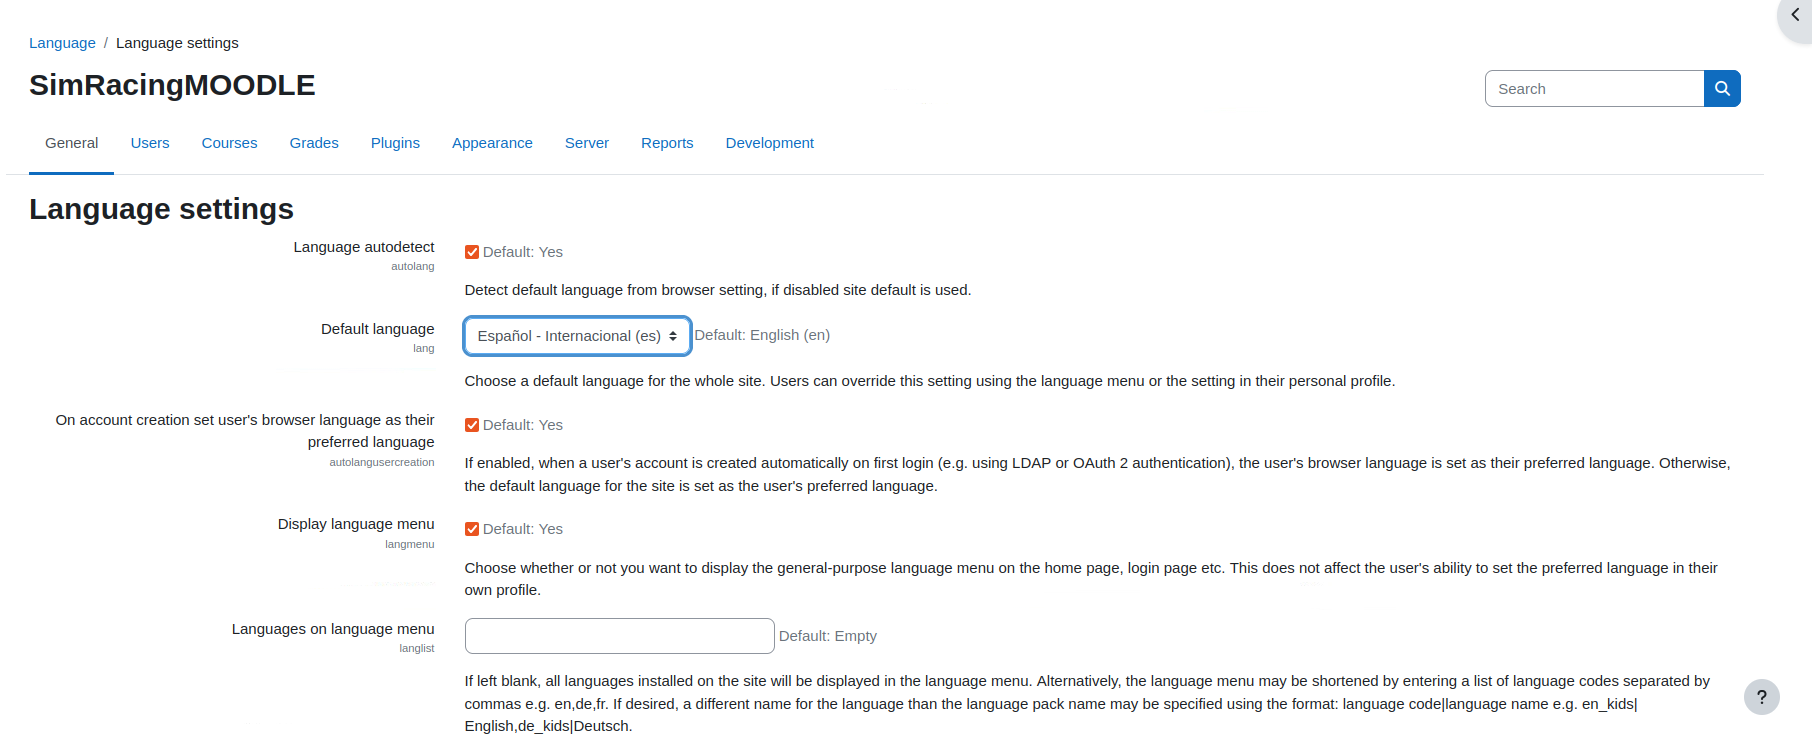 Language / Language settings
SimRacingMOODLE
Search
General Users Courses Grades Plugins Appearance Server Reports Development
Language settings
Language autodetect
autolang
Default: Yes
Detect default language from browser setting, if disabled site default is used.
Default language
lang
Español - Internacional (es)
Default: English (en)
Choose a default language for the whole site. Users can override this setting using the language menu or the setting in their personal profile.
On account creation set user's browser language as their
preferred language
autolangusercreation
Default: Yes
If enabled, when a user's account is created automatically on first login (e.g. using LDAP or OAuth 2 authentication), the user's browser language is set as their preferred language. Otherwise,
the default language for the site is set as the user's preferred language.
Display language menu
langmenu
Default: Yes
Choose whether or not you want to display the general-purpose language menu on the home page, login page etc. This does not affect the user's ability to set the preferred language in their
own profile.
Languages on language menu
langlist
Default: Empty
If left blank, all languages installed on the site will be displayed in the language menu. Alternatively, the language menu may be shortened by entering a list of language codes separated by
commas e.g. en,de,fr. If desired, a different name for the language than the language pack name may be specified using the format: language code|language name e.g. en_kids|
English,de_kids|Deutsch.
?